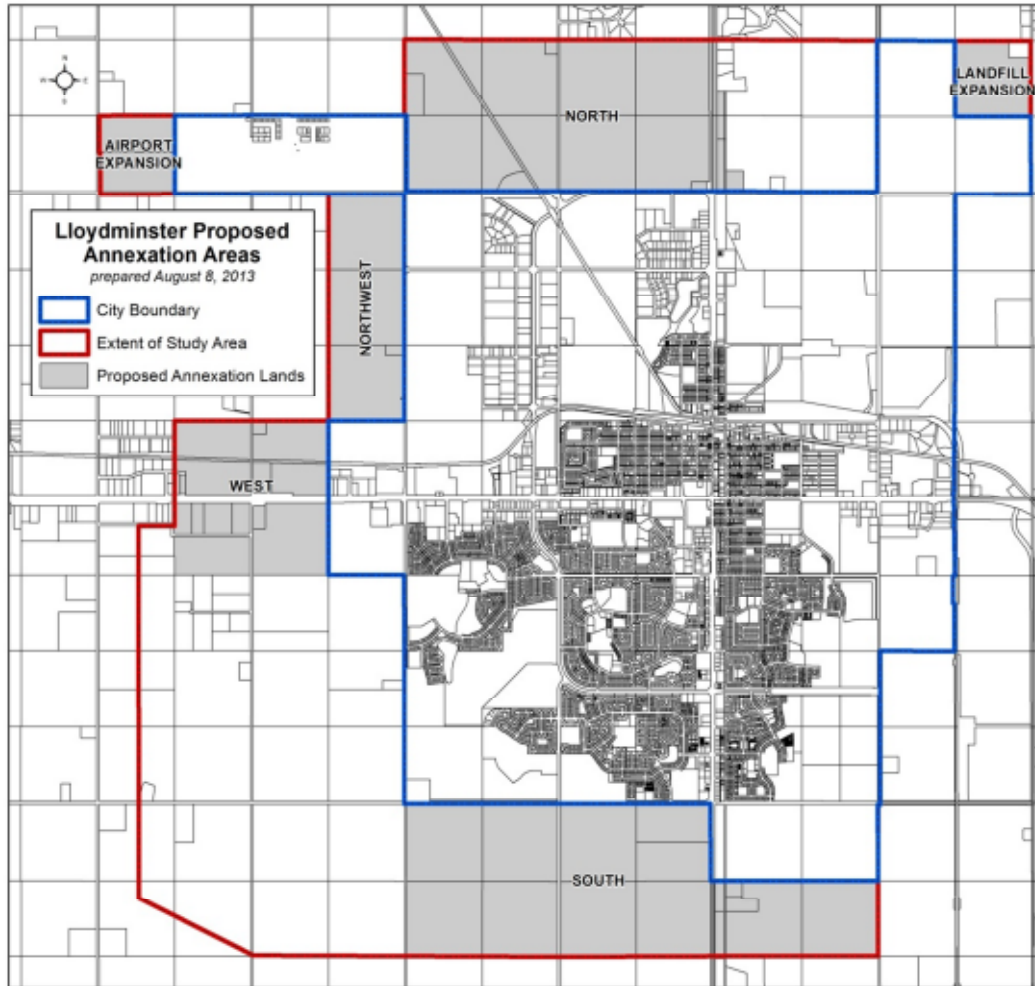 N
W
E
S
LANDFILL
EXPANSION
NORTH
AIRPORT
EXPANSION
Lloydminster Proposed
Annexation Areas
prepared August 8, 2013
City Boundary
Extent of Study Area
Proposed Annexation Lands
NORTHWEST
WEST
SOUTH